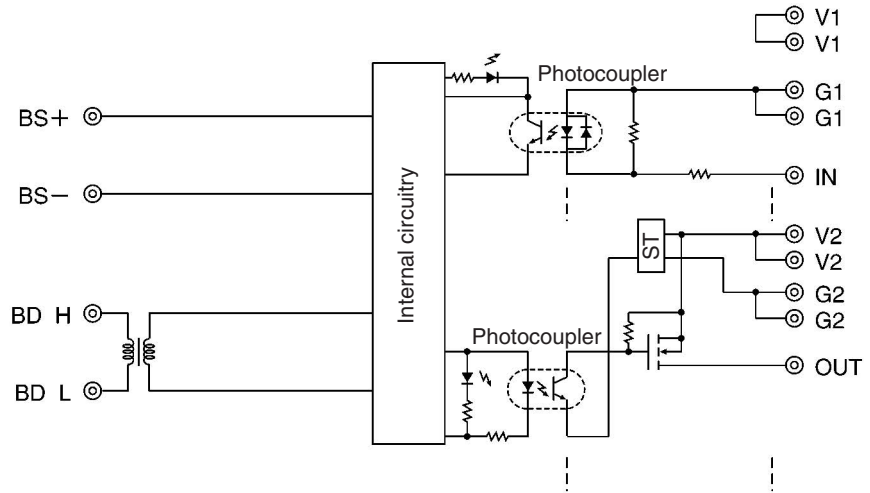 V1
V1
Photocoupler
G1
G1
BS+
IN
BS−
Internal circuitry
ST
V2
V2
G2
G2
BD H
Photocoupler
OUT
BD L